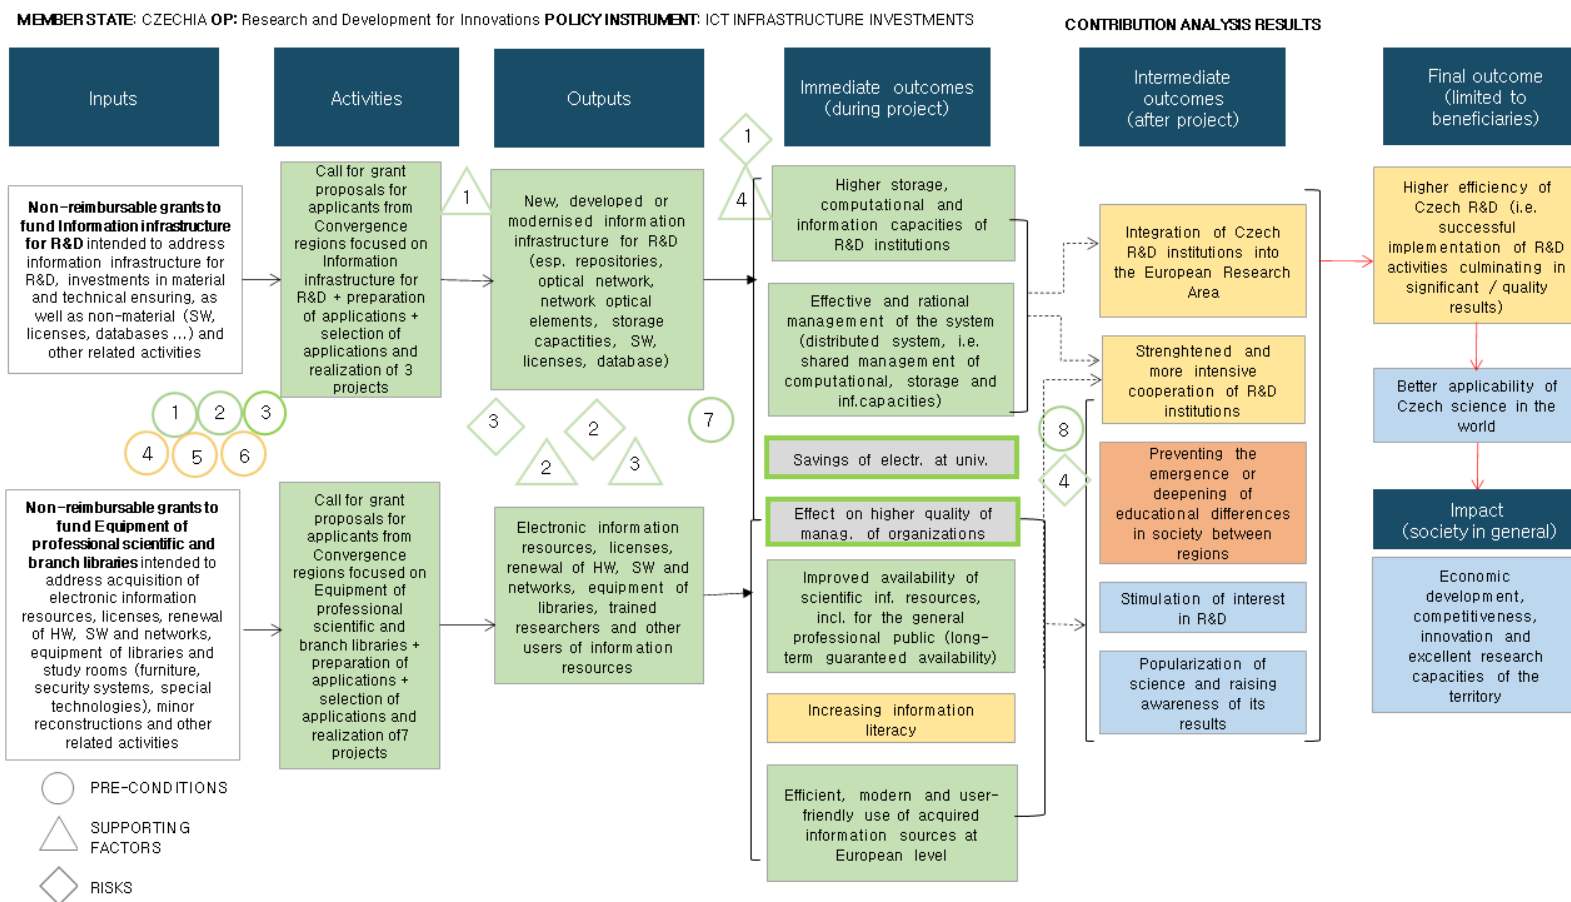 MEMBER STATE: CZECHIA OP: Research and Development for Innovations POLICY INSTRUMENT: ICT INFRASTRUCTURE INVESTMENTS
CONTRIBUTION ANALYSIS RESULTS
Inputs
Activities
Outputs
Immediate outcomes
(during project)
Intermediate
outcomes
(after project)
Final outcome
(limited to
beneficiaries)
Non-reimbursable grants to
fund Information infrastructure
for R&D intended to address
information infrastructure for
R&D, investments in material
and technical ensuring, as
well as non-material (SW,
licenses, databases ...) and
other related activities
Call for grant
proposals for
applicants from
Convergence
regions focused on
Information
infrastructure for
R&D + preparation
of applications +
selection of
applications and
realization of 3
projects
1
New, developed or
modernised information
infrastructure for R&D
(esp. repositories,
optical network,
network optical
elements, storage
capactities, SW,
licenses, database)
1
4
Higher storage,
computational and
information capacities of
R&D institutions
Effective and rational
management of the system
(distributed system, i.e.
shared management of
computational, storage and
inf.capacities)
Savings of electr. at univ.
Effect on higher quality of
manag. of organizations
Improved availability of
scientific inf. resources,
incl. for the general
professional public (long-
term guaranteed availability)
Increasing information
literacy
Efficient, modern and user-
friendly use of acquired
information sources at
European level
Integration of Czech
R&D institutions into
the European Research
Area
Strenghtened and
more intensive
cooperation of R&D
institutions
8
4
Preventing the
emergence or
deepening of
educational differences
in society between
regions
Stimulation of interest
in R&D
Popularization of
science and raising
awareness of its
results
Higher efficiency of
Czech R&D (i.e.
successful
implementation of R&D
activities culminating in
significant / quality
results)
Better applicability of
Czech science in the
world
Impact
(society in general)
Economic
development,
competitiveness,
innovation and
excellent research
capacities of the
territory
1
2
3
4
5
6
3
2
7
2
3
Non-reimbursable grants to
fund Equipment of
professional scientific and
branch libraries intended to
address acquisition of
electronic information
resources, licenses, renewal
of HW, SW and networks,
equipment of libraries and
study rooms (furniture,
security systems, special
technologies), minor
reconstructions and other
related activities
Call for grant
proposals for
applicants from
Convergence
regions focused on
Equipment of
professional
scientific and
branch libraries +
preparation of
applications +
selection of
applications and
realization of7
projects
Electronic information
resources, licenses,
renewal of HW, SW and
networks, equipment of
libraries, trained
researchers and other
users of information
resources
PRE-CONDITIONS
SUPPORTING
FACTORS
RISKS